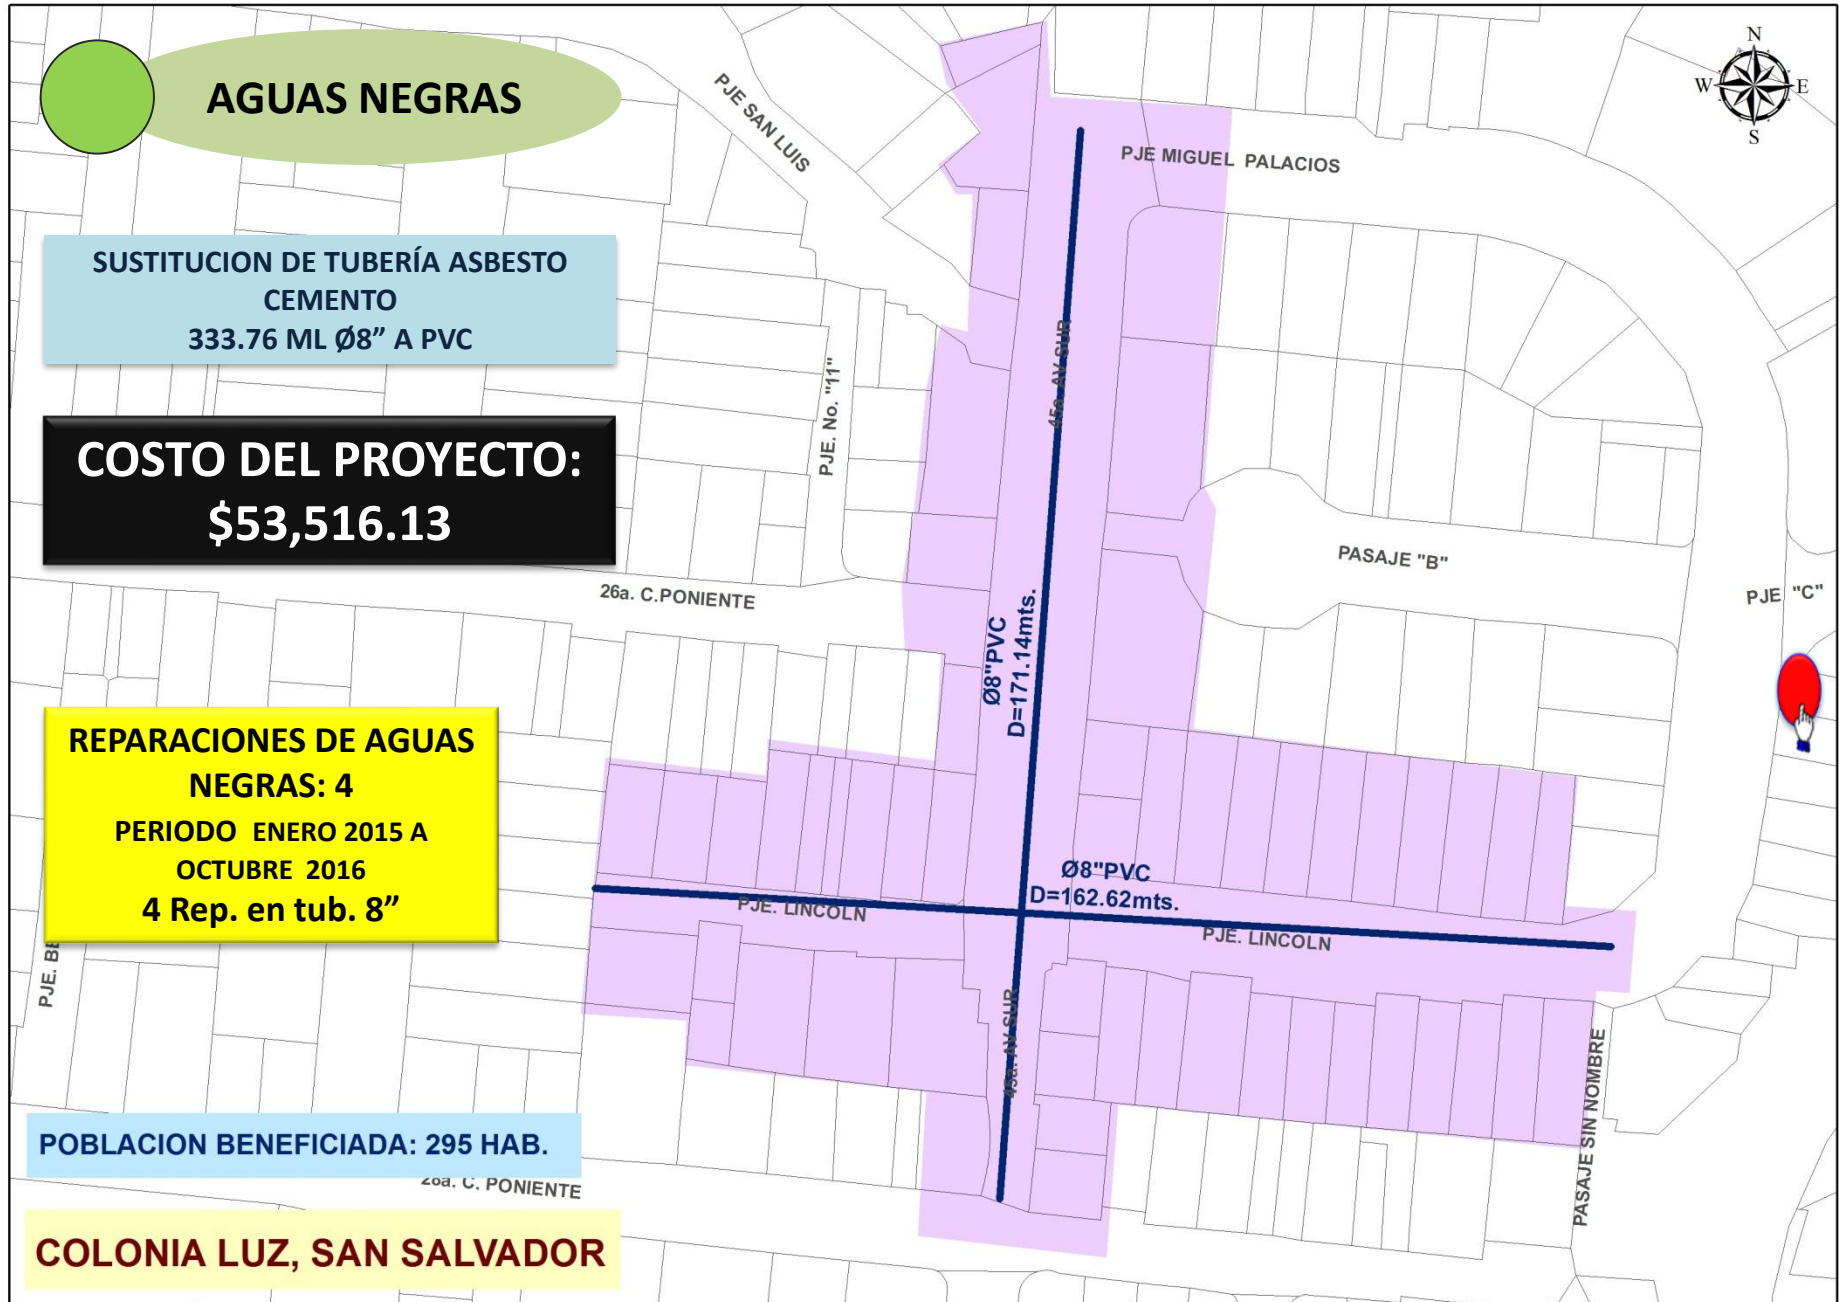 AGUAS NEGRAS
SUSTITUCION DE TUBERÍA ASBESTO
CEMENTO
333.76 ML Ø8” A PVC
COSTO DEL PROYECTO:
$53,516.13
REPARACIONES DE AGUAS
NEGRAS: 4
PERIODO ENERO 2015 A
OCTUBRE 2016
4 Rep. en tub. 8”
POBLACION BENEFICIADA: 295 HAB.
COLONIA LUZ, SAN SALVADOR
N
W
E
S
PJE SAN LUIS
PJE MIGUEL PALACIOS
45a. AV SUR
PJE. No. "11"
PASAJE "B"
PJE "C"
26a. C.PONIENTE
Ø8"PVC
D=171.14mts.
Ø8"PVC
D=162.62mts.
PJE. LINCOLN
PJE. LINCOLN
45a. AV SUR
PASAJE SIN NOMBRE
PJE.
26a. C. PONIENTE